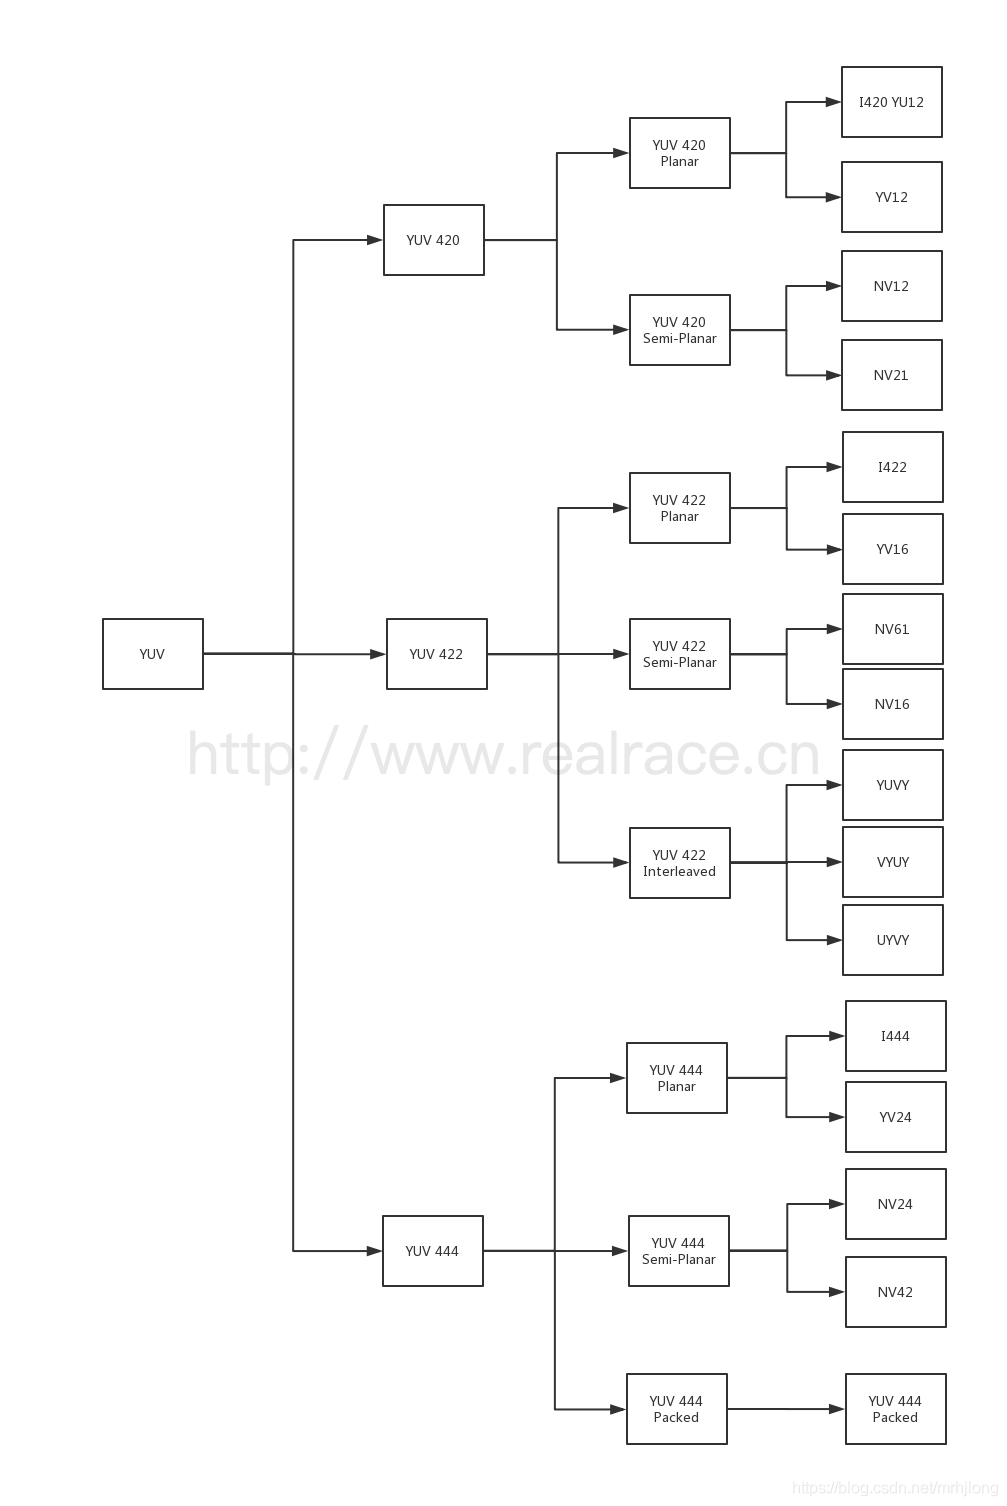 I420 YU12
YUV 420
Planar
YV12
YUV 420
NV12
YUV 420
Semi-Planar
NV21
I422
YUV 422
Planar
YV16
NV61
YUV
YUV 422
YUV 422
Semi-Planar
NV16
http://www.realrace.cn
YUVY
YUV 422
Interleaved
VYUY
UYVY
I444
YUV 444
Planar
YV24
NV24
YUV 444
YUV 444
Semi-Planar
NV42
YUV 444
Packed
YUV 444
Packed
https://blog.csdn.net/mrhjlong